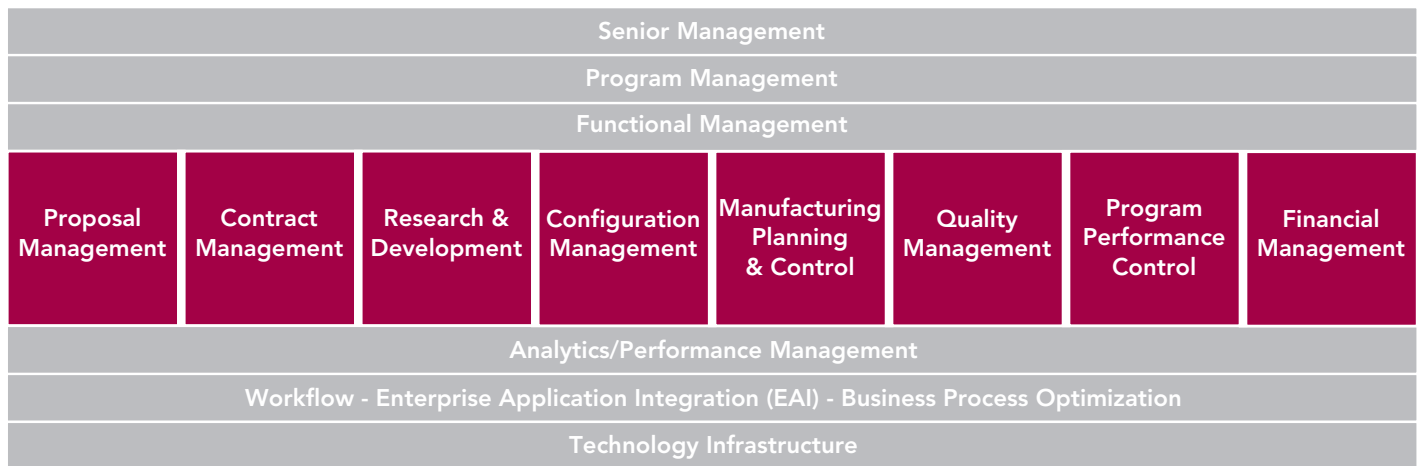 Senior Management
Program Management
Functional Management
Proposal
Management
Contract
Management
Research &
Development
Configuration
Management
Manufacturing
Planning
& Control
Quality
Management
Program
Performance
Control
Financial
Management
Analytics/Performance Management
Workflow - Enterprise Application Integration (EAI) - Business Process Optimization
Technology Infrastructure